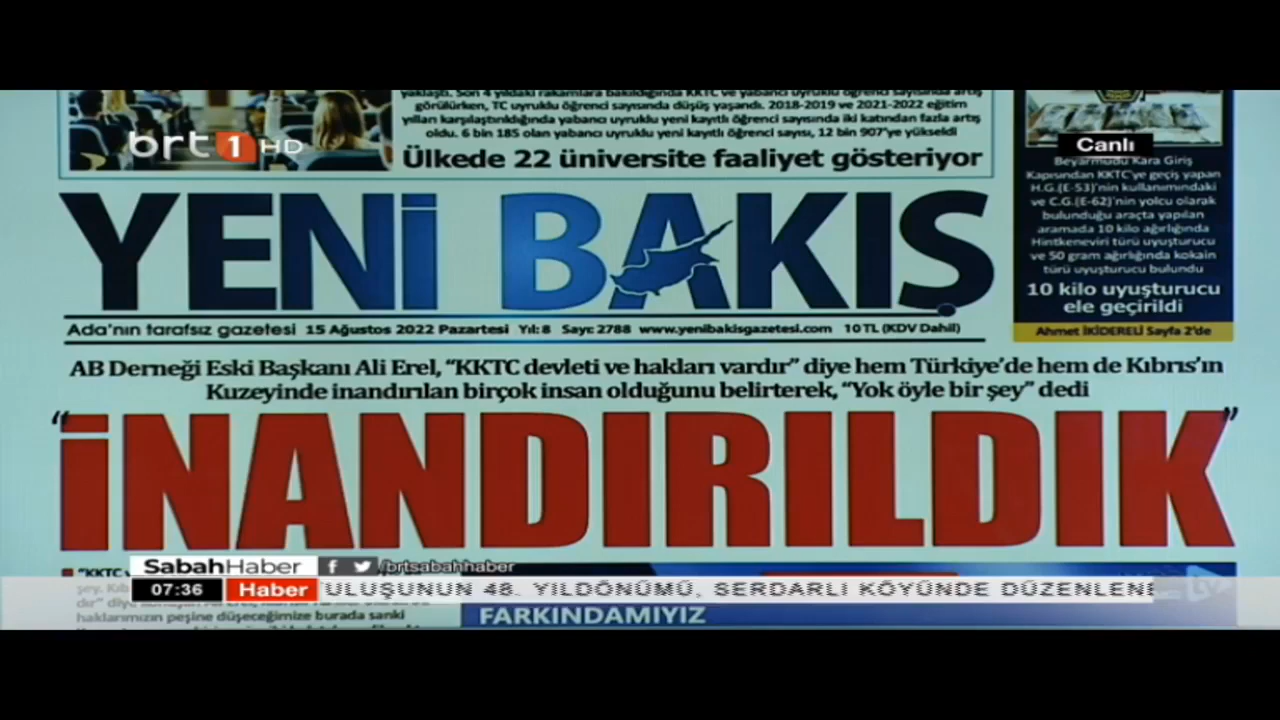 yaklaştı. Son 4 yıldaki rakamlara bakıldığında KKTC ve yabancı uyruklu öğrenci sayısında artış
görülürken, TC uyruklu öğrenci sayısında düşüş yaşandı. 2018-2019 ve 2021-2022 eğitim
yılları karşılaştırıldığında yabancı uyruklu yeni kayıtlı öğrenci sayısı iki katından fazla artış
oldu. 6 bin 185 olan yabancı uyruklu yeni kayıtlı öğrenci sayısı, 12 bin 907'ye yükseldi
Ülkede 22 üniversite faaliyet gösteriyor
brt 1 HD
Canlı
Beyarmudu Kara Giriş
Kapısından KKTC'ye geçiş yapan
H.G.(E-53)'nin kullanımındaki
ve C.G.(E-62)'nin yolcu olarak
bulunduğu araçta yapılan
aramada 10 kilo ağırlığında
Hintkeneviri türü uyuşturucu
ve 50 gram ağırlığında kokain
türü uyuşturucu bulundu
10 kilo uyuşturucu
ele geçirildi
Ahmet İKİDERELİ Sayfa 2'de
YENİ BAKIŞ
Ada'nın tarafsız gazetesi 15 Ağustos 2022 Pazartesi Yıl: 8 Sayı: 2788 www.yenibakisgazetesi.com 10 TL (KDV Dahil)
AB Derneği Eski Başkanı Ali Erel, "KKTC devleti ve hakları vardır" diye hem Türkiye'de hem de Kıbrıs'ın
Kuzeyinde inandırılan birçok insan olduğunu belirterek, "Yok öyle bir şey" dedi
"İNANDIRILDIK"
SabahHaber f /brtsabahhaber
"KKTC
07:36 Haber TULUŞUNUN 48. YILDÖNÜMÜ, SERDARLI KÖYÜNDE DÜZENLENE
haklarımızın peşine düşeceğimize burada sanki
FARKINDAMIYIZ